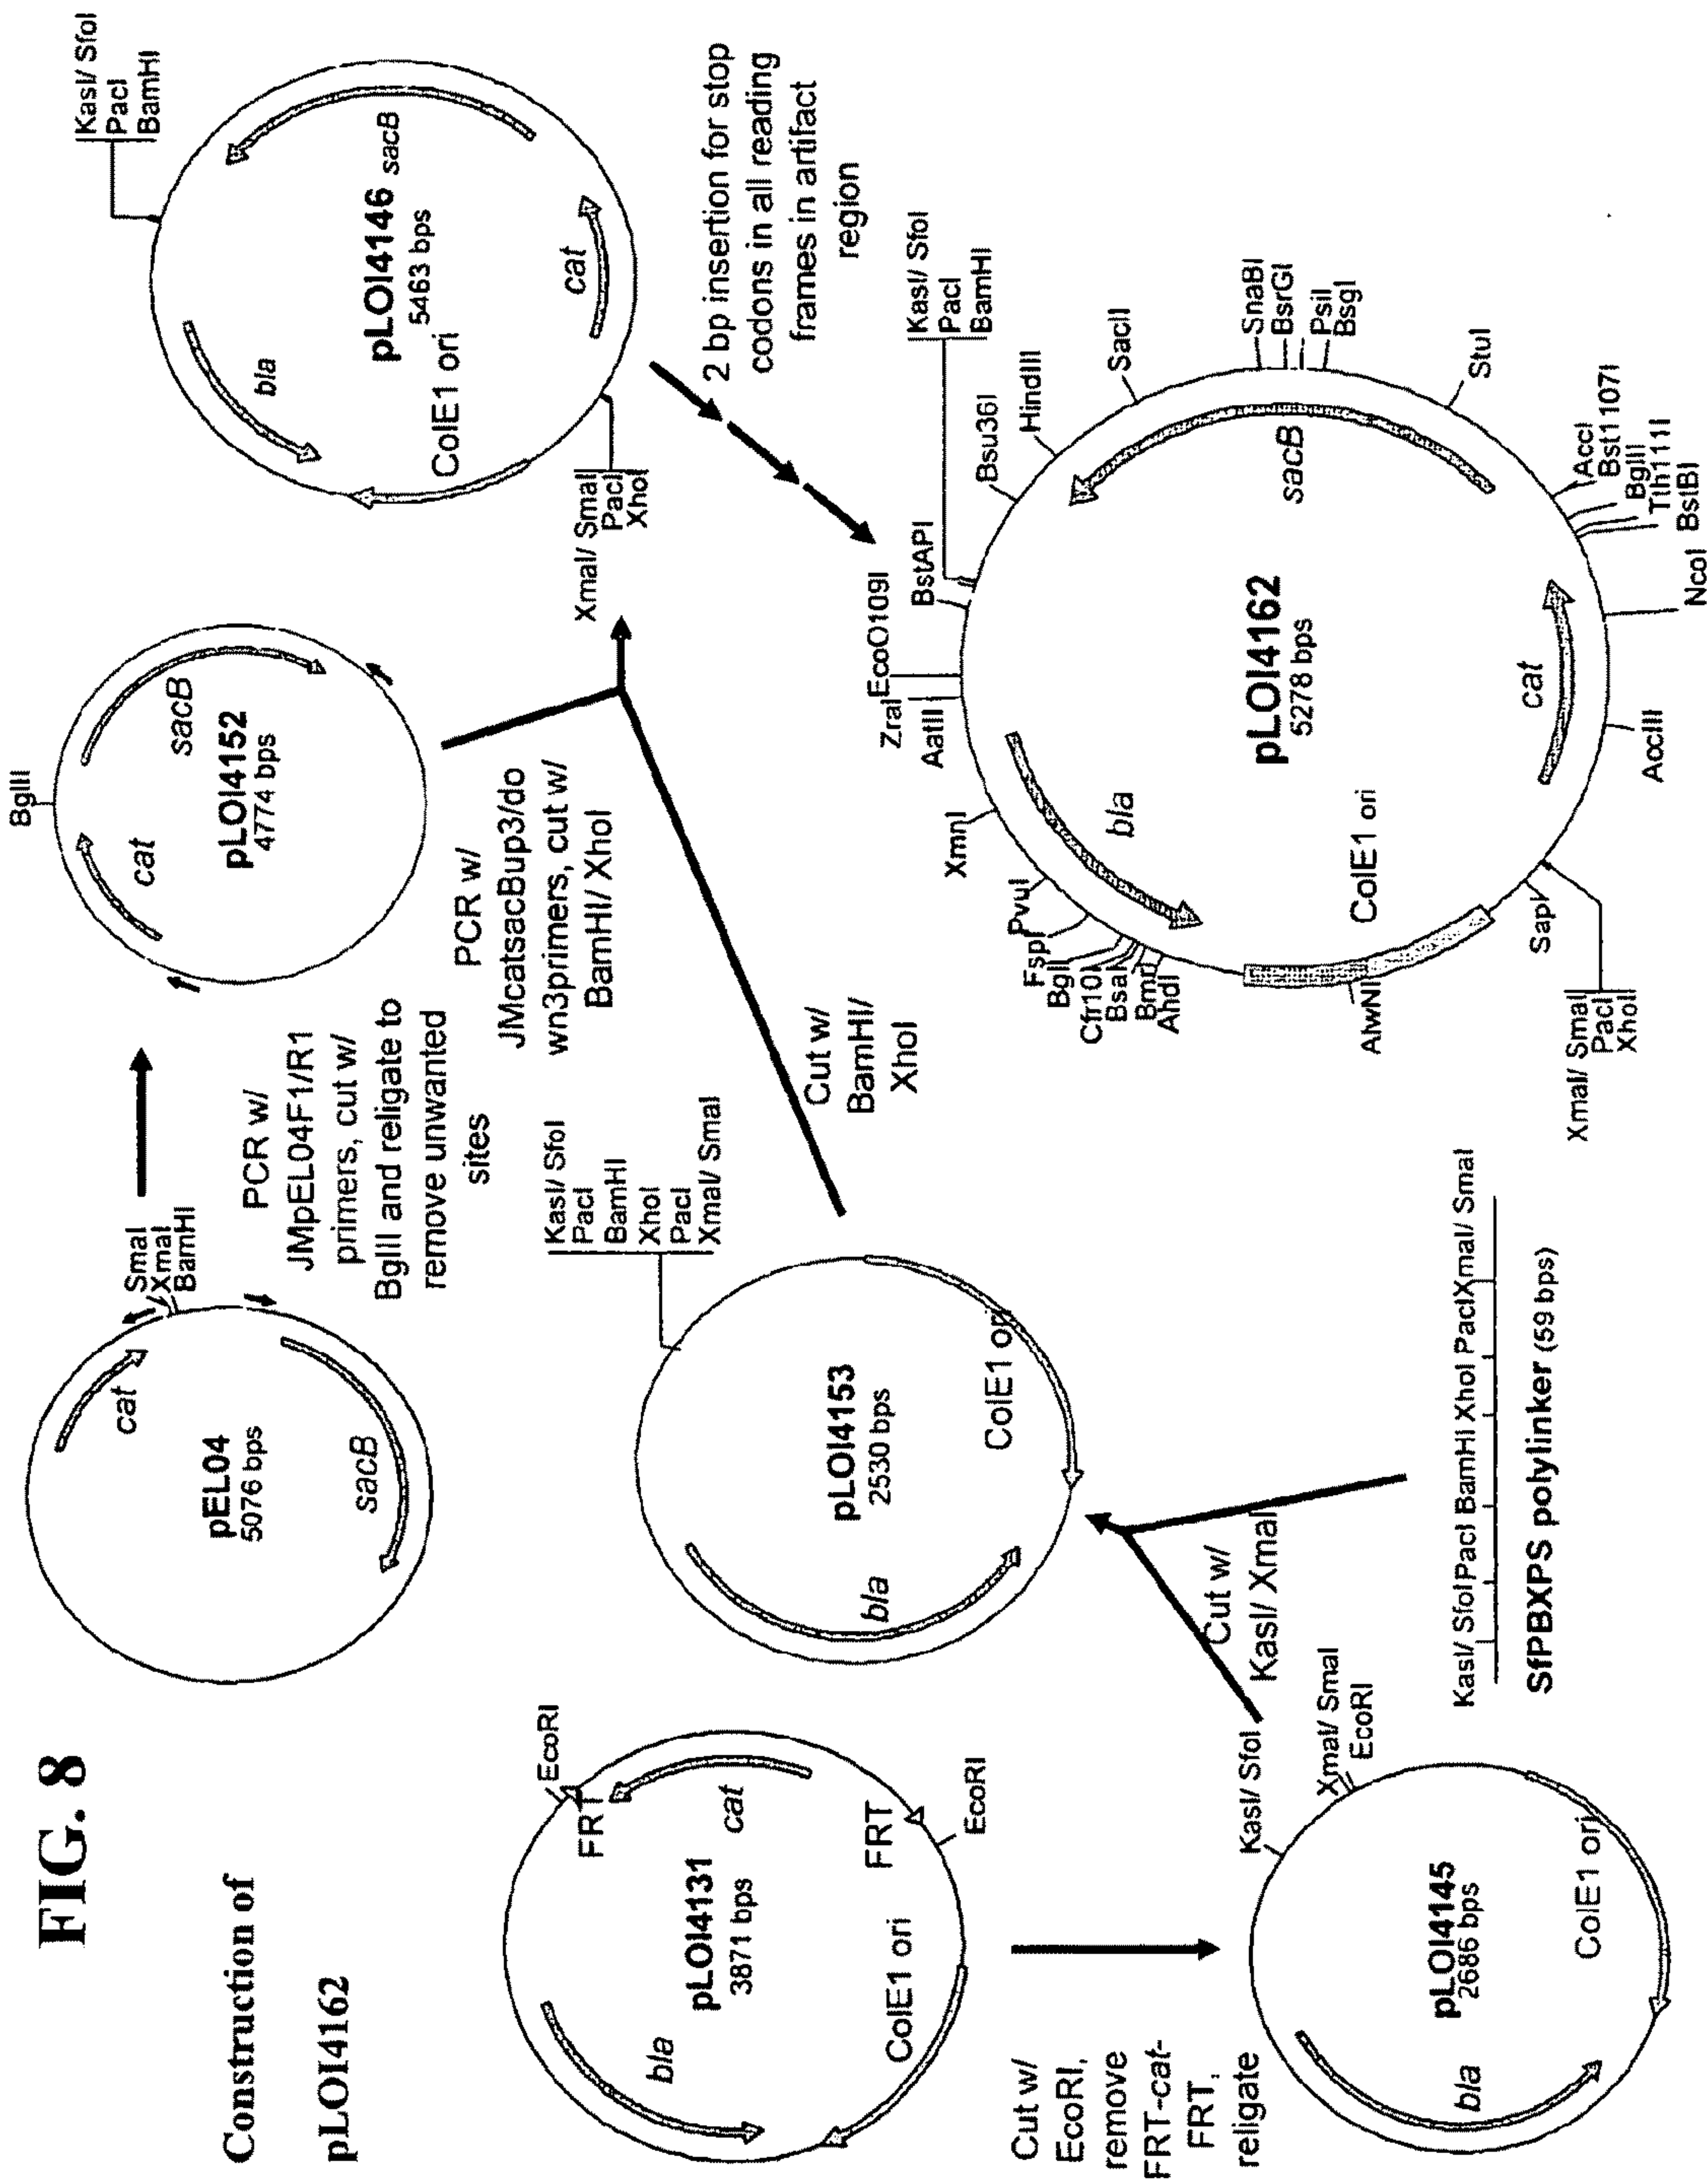 FIG. 8
Construction of
pLOI4162
pEL04
5076 bps
cat
sacB
SmaI
XmaI
BamHI
PCR w/
JMpEL04F1/R1
primers, cut w/
BglII and religate to
remove unwanted
sites
BglII
pLOI4152
4774 bps
cat
sacB
PCR w/
JMcatsacBup3/do
wn3primers, cut w/
BamHI/ XhoI
KasI/ SfoI
PacI
BamHI
pLOI4146
5463 bps
sacB
bla
cat
ColE1 ori
XmaI/ SmaI
PacI
XhoI
2 bp insertion for stop
codons in all reading
frames in artifact
region
pLOI4131
3871 bps
EcoRI
FRT
cat
FRT
EcoRI
ColE1 ori
bla
Cut w/
EcoRI,
remove
FRT-cat-
FRT,
religate
pLOI4145
2686 bps
KasI/ SfoI
XmaI/ SmaI
EcoRI
ColE1 ori
bla
Cut w/
KasI/ XmaI
KasI/ SfoI PacI BamHI XhoI PacI XmaI/ SmaI
SfPBXPS polylinker (59 bps)
pLOI4153
2530 bps
KasI/ SfoI
PacI
BamHI
XhoI
PacI
XmaI/ SmaI
ColE1 ori
bla
Cut w/
BamHI/
XhoI
pLOI4162
5278 bps
KasI/ SfoI
PacI
BamHI
Bsu36I
HindIII
SacII
SnaBI
BsrGI
PsiI
BsgI
StuI
AccI
Bst1107I
BglII
Tth111I
BstBI
NcoI
AccIII
XmaI/ SmaI
PacI
XhoII
SapI
AlwNI
AhdI
BmrI
BsaI
Cfr10I
BglI
FspI
PvuI
XmnI
AatII
ZraI
EcoO109I
BstAPI
sacB
cat
bla
ColE1 ori